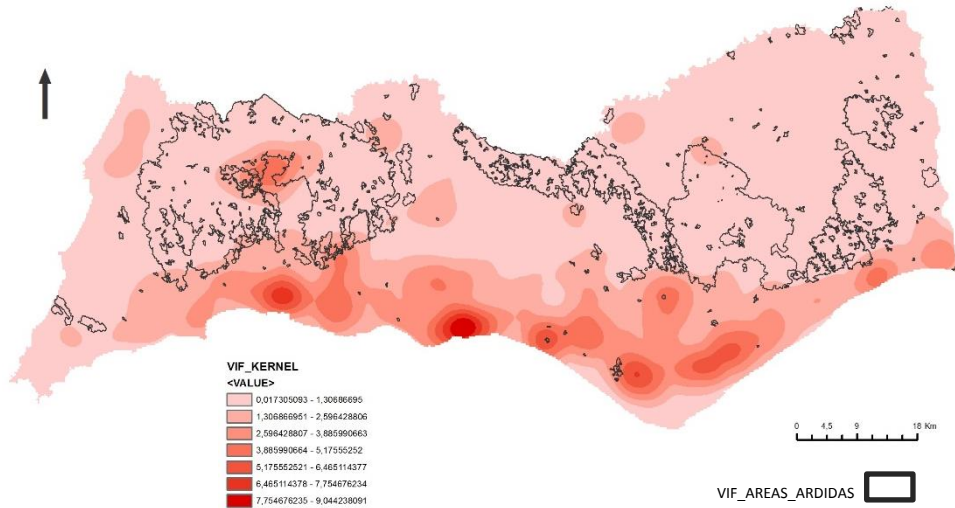 VIF_KERNEL
<VALUE>
0,017305093 - 1,30686695
1,306866951 - 2,596428806
2,596428807 - 3,885990663
3,885990664 - 5,17555252
5,175552521 - 6,465114377
6,465114378 - 7,754676234
7,754676235 - 9,044238091
0 4,5 9 18 Km
VIF_AREAS_ARDIDAS